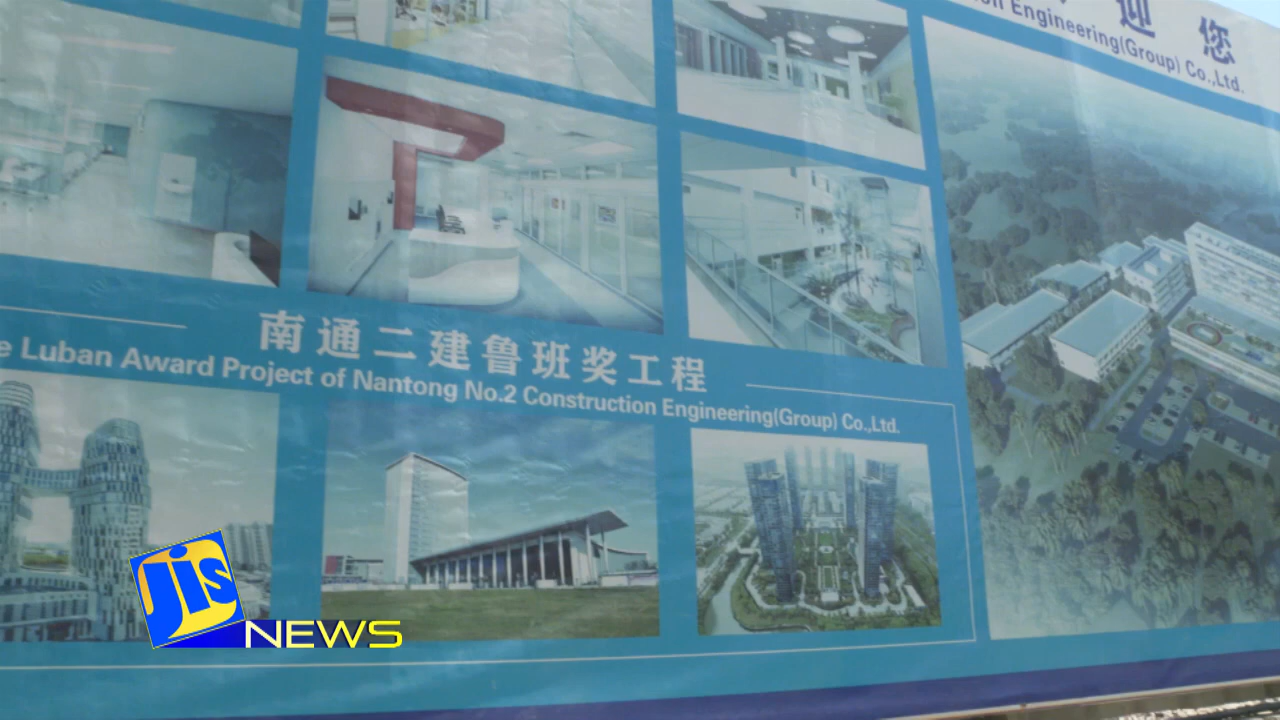 迎 您
on Engineering(Group) Co.,Ltd.
南通二建鲁班奖工程
e Luban Award Project of Nantong No.2 Construction Engineering(Group) Co.,Ltd.
jis
NEWS